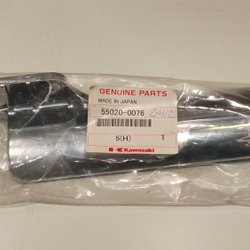 GENUINE PARTS
MADE IN JAPAN
55020-0076
5(H) 1
Kawasaki